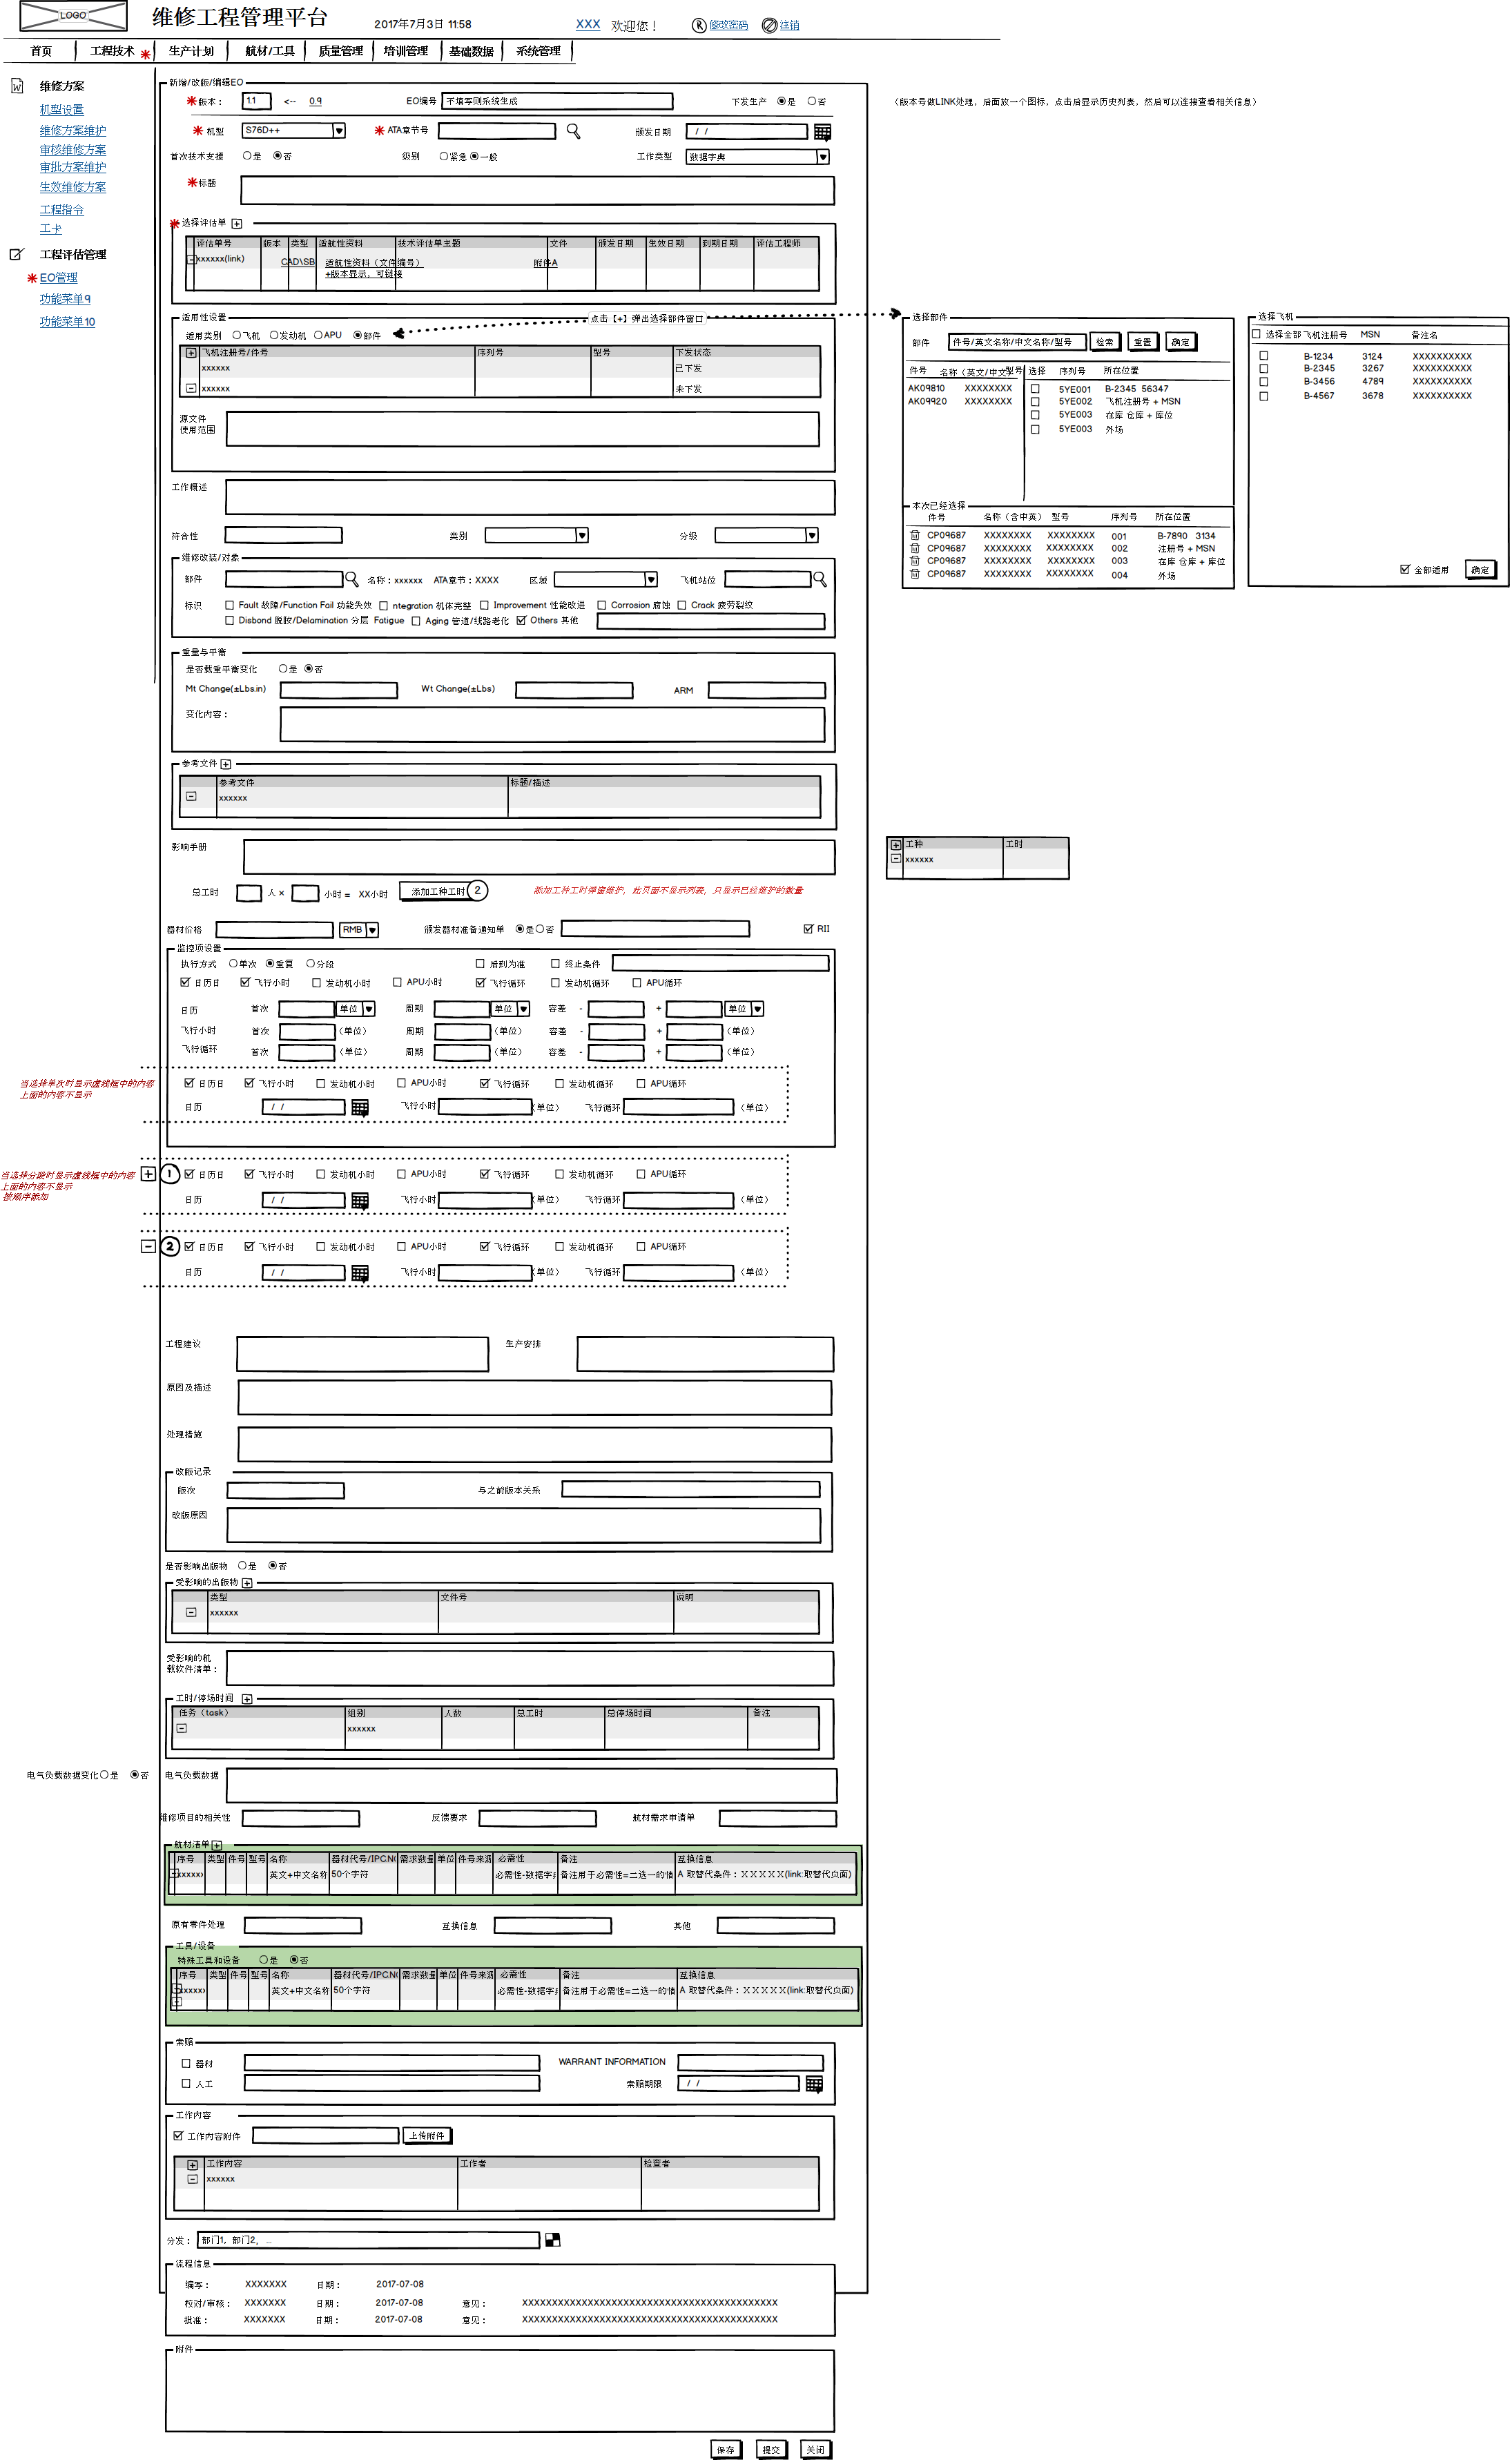 LOGO
维修工程管理平台
2017年7月3日 11:58
XXX 欢迎您！
修改密码
注销
首页 工程技术 生产计划 航材/工具 质量管理 培训管理 基础数据 系统管理
维修方案
机型设置
维修方案维护
审核维修方案
审批方案维护
生效维修方案
工程指令
工卡
工程评估管理
EO管理
功能菜单9
功能菜单10
新增/改版/编辑EO
版本： 1.1 <-- 0.9 EO编号 不填写则系统生成 下发生产 是 否
（版本号做LINK处理，后面放一个图标，点击后显示历史列表，然后可以连接查看相关信息）
机型 S76D++ ATA章节号 颁发日期 / /
首次技术支援 是 否 级别 紧急 一般 工作类型 数据字典
标题
选择评估单
评估单号 版本 类型 适航性资料 技术评估单主题 文件 颁发日期 生效日期 到期日期 评估工程师
xxxxxx(link) CAD\SB 适航性资料（文件编号） 附件A
+版本显示，可链接
适用性设置
点击【+】弹出选择部件窗口
适用类别 飞机 发动机 APU 部件
飞机注册号/件号 序列号 型号 下发状态
xxxxxx 已下发
xxxxxx 未下发
源文件
使用范围
选择部件
部件 件号/英文名称/中文名称/型号 检索 重置 确定
件号 名称（英文/中文 型号 选择 序列号 所在位置
AK09810 XXXXXXXX 5YE001 B-2345 56347
AK09920 XXXXXXXX 5YE002 飞机注册号 + MSN
5YE003 在库 仓库 + 库位
5YE003 外场
本次已经选择
件号 名称（含中英） 型号 序列号 所在位置
CP09687 XXXXXXXX XXXXXXXX 001 B-7890 3134
CP09687 XXXXXXXX XXXXXXXX 002 注册号 + MSN
CP09687 XXXXXXXX XXXXXXXX 003 在库 仓库 + 库位
CP09687 XXXXXXXX XXXXXXXX 004 外场
选择飞机
选择全部 飞机注册号 MSN 备注名
B-1234 3124 XXXXXXXXXX
B-2345 3267 XXXXXXXXXX
B-3456 4789 XXXXXXXXXX
B-4567 3678 XXXXXXXXXX
全部适用 确定
工作概述
符合性 类别 分级
维修改装/对象
部件 名称：xxxxxx ATA章节：XXXX 区域 飞机站位
标识 Fault 故障/Function Fail 功能失效 ntegration 机体完整 Improvement 性能改进 Corrosion 腐蚀 Crack 疲劳裂纹
Disbond 脱胶/Delamination 分层 Fatigue Aging 管道/线路老化 Others 其他
重量与平衡
是否载重平衡变化 是 否
Mt Change(±Lbs.in) Wt Change(±Lbs) ARM
变化内容：
参考文件
参考文件 标题/描述
xxxxxx
影响手册
工种 工时
xxxxxx
总工时 人 × 小时 = XX小时 添加工种工时 2 添加工种工时弹窗维护，此页面不显示列表，只显示已经维护的数量
器材价格 RMB 颁发器材准备通知单 是 否 RII
监控项设置
执行方式 单次 重复 分段 后到为准 终止条件
日历日 飞行小时 发动机小时 APU小时 飞行循环 发动机循环 APU循环
日历 首次 单位 周期 单位 容差 - + 单位
飞行小时 首次 （单位） 周期 （单位） 容差 - + （单位）
飞行循环 首次 （单位） 周期 （单位） 容差 - + （单位）
当选择单次时显示虚线框中的内容
上面的内容不显示
日历日 飞行小时 发动机小时 APU小时 飞行循环 发动机循环 APU循环
日历 / / 飞行小时 （单位） 飞行循环 （单位）
当选择分段时显示虚线框中的内容
上面的内容不显示
按顺序添加
1 日历日 飞行小时 发动机小时 APU小时 飞行循环 发动机循环 APU循环
日历 / / 飞行小时 （单位） 飞行循环 （单位）
2 日历日 飞行小时 发动机小时 APU小时 飞行循环 发动机循环 APU循环
日历 / / 飞行小时 （单位） 飞行循环 （单位）
工程建议 生产安排
原因及描述
处理措施
改版记录
版次 与之前版本关系
改版原因
是否影响出版物 是 否
受影响的出版物
类型 文件号 说明
xxxxxx
受影响的机
载软件清单：
工时/停场时间
任务（task） 组别 人数 总工时 总停场时间 备注
xxxxxx
电气负载数据变化 是 否 电气负载数据
维修项目的相关性 反馈要求 航材需求申请单
航材清单
序号 类型 件号 型号 名称 器材代号/IPC.NO 需求数量 单位 件号来源 必需性 备注 互换信息
xxxxxx 英文+中文名称 50个字符 必需性-数据字典 备注用于必需性=二选一的情 A 取替代条件：ＸＸＸＸＸ(link:取替代页面)
原有零件处理 互换信息 其他
工具/设备
特殊工具和设备 是 否
序号 类型 件号 型号 名称 器材代号/IPC.NO 需求数量 单位 件号来源 必需性 备注 互换信息
xxxxxx 英文+中文名称 50个字符 必需性-数据字典 备注用于必需性=二选一的情 A 取替代条件：ＸＸＸＸＸ(link:取替代页面)
索赔
器材 WARRANT INFORMATION
人工 索赔期限 / /
工作内容
工作内容附件 上传附件
工作内容 工作者 检查者
xxxxxx
分发： 部门1，部门2，...
流程信息
编写： XXXXXXX 日期： 2017-07-08
校对/审核： XXXXXXX 日期： 2017-07-08 意见： XXXXXXXXXXXXXXXXXXXXXXXXXXXXXXXXXXXXXXXXXXX
批准： XXXXXXX 日期： 2017-07-08 意见： XXXXXXXXXXXXXXXXXXXXXXXXXXXXXXXXXXXXXXXXXXX
附件
保存 提交 关闭